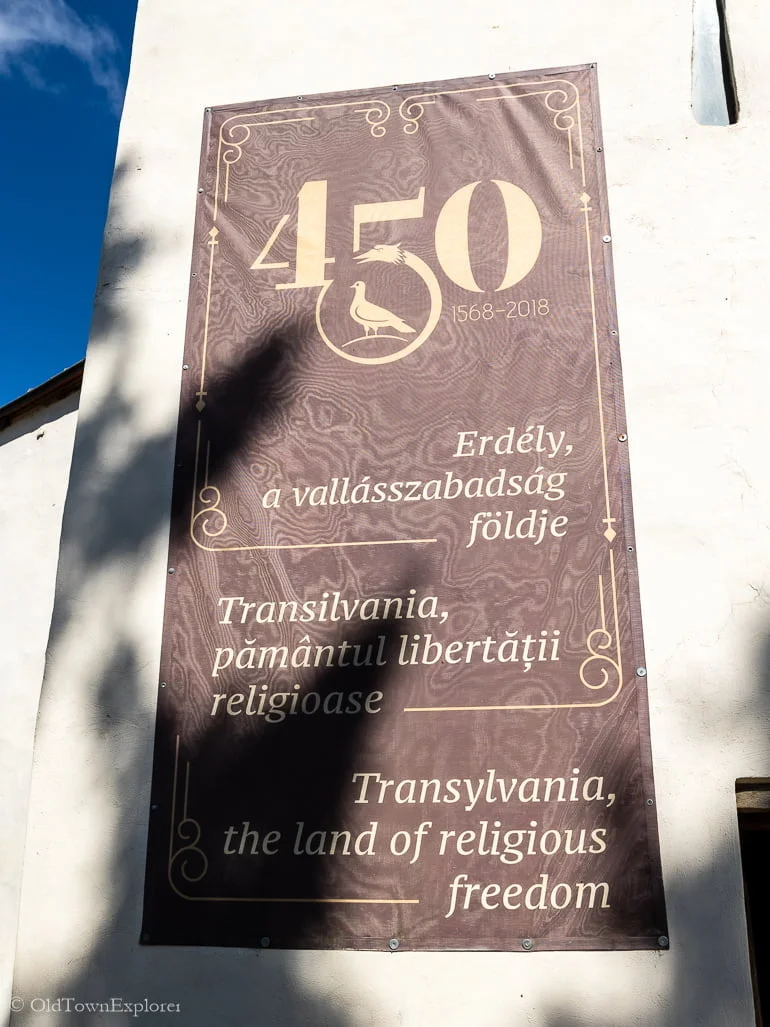 450
1568-2018
Erdély,
a vallásszabadság
földje
Transilvania,
pământul libertății
religioase
Transylvania,
the land of religious
freedom
© OldTownExplorer